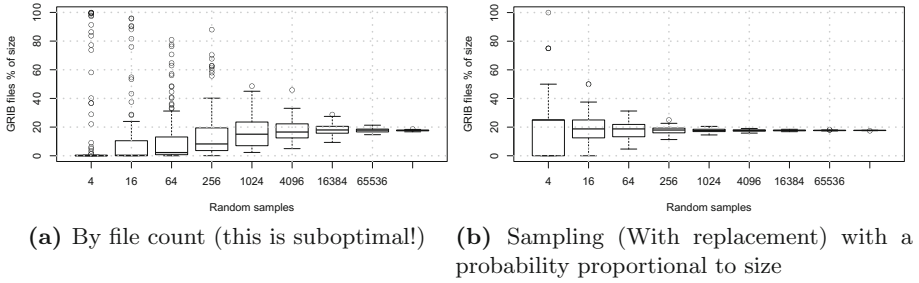 GRIB files % of size
100
80
60
40
20
0
4 16 64 256 1024 4096 16384 65536
Random samples
(a) By file count (this is suboptimal!)
GRIB files % of size
100
80
60
40
20
0
4 16 64 256 1024 4096 16384 65536
Random samples
(b) Sampling (With replacement) with a
probability proportional to size